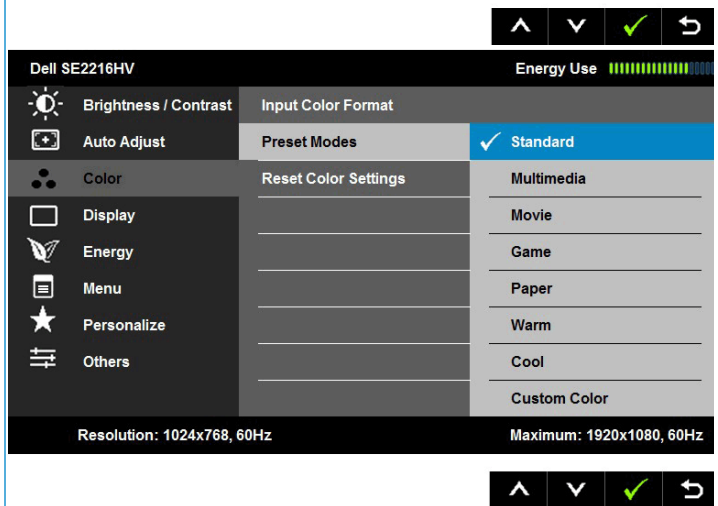 Dell SE2216HV Energy Use
Brightness / Contrast Input Color Format
Auto Adjust Preset Modes Standard
Color Reset Color Settings Multimedia
Display Movie
Energy Game
Menu Paper
Personalize Warm
Others Cool
Custom Color
Resolution: 1024x768, 60Hz Maximum: 1920x1080, 60Hz